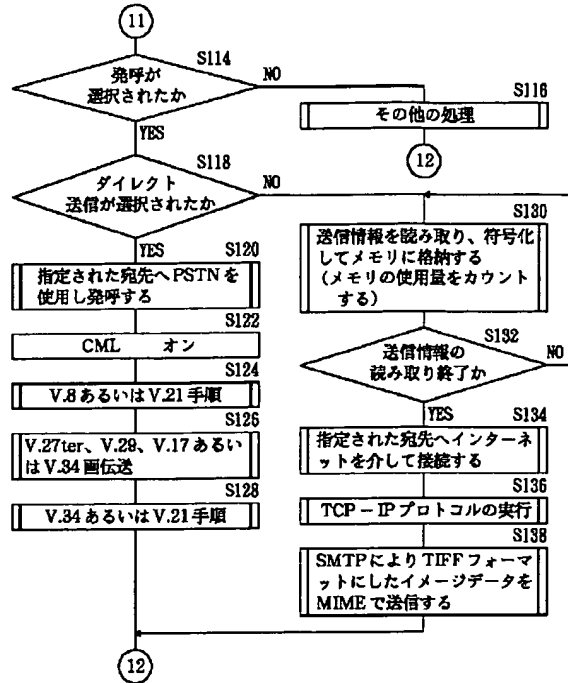 11
S114
発呼が
選択されたか
NO
YES
S116
その他の処理
12
S118
ダイレクト
送信が選択されたか
NO
YES
S120
指定された宛先へPSTNを
使用し発呼する
S122
CML オン
S124
V.8あるいはV.21手順
S126
V.27ter、V.29、V.17あるい
はV.34画伝送
S128
V.34あるいはV.21手順
S130
送信情報を読み取り、符号化
してメモリに格納する
(メモリの使用量をカウント
する)
S132
送信情報の
読み取り終了か
NO
YES
S134
指定された宛先へインターネ
ットを介して接続する
S136
TCP－IPプロトコルの実行
S138
SMTPによりTIFFフォーマ
ットにしたイメージデータを
MIMEで送信する
12